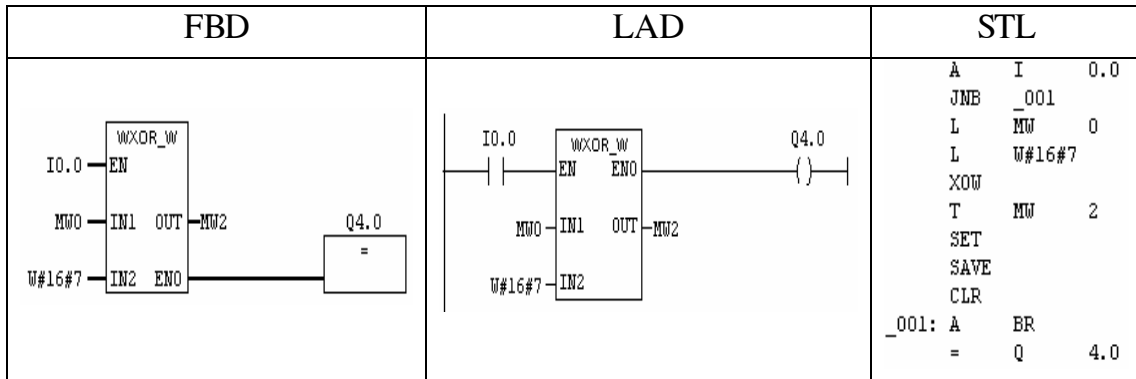 FBD
LAD
STL
WXOR_W
I0.0 EN
MW0 IN1 OUT MW2
Q4.0
=
W#16#7 IN2 ENO
I0.0
WXOR_W
Q4.0
EN ENO
( )
MW0 IN1 OUT MW2
W#16#7 IN2
A I 0.0
JNB _001
L MW 0
L W#16#7
XOW
T MW 2
SET
SAVE
CLR
_001: A BR
= Q 4.0